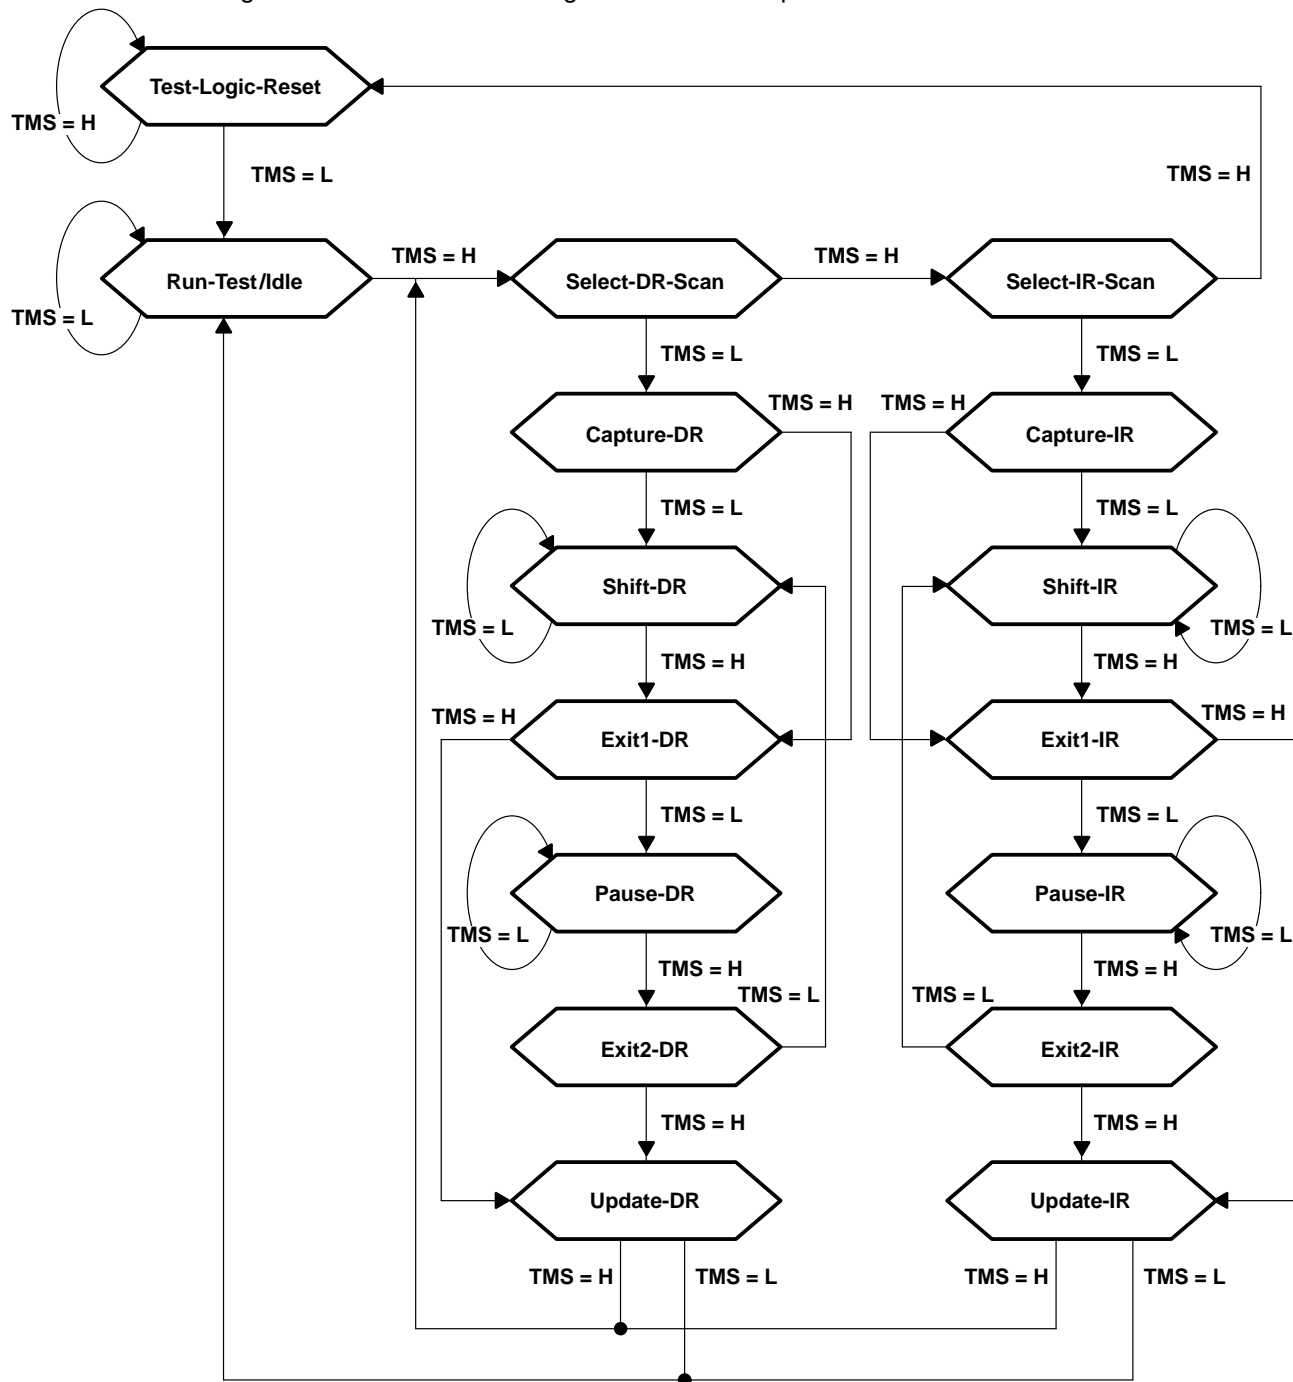 Test-Logic-Reset
TMS = H
TMS = L
TMS = H
TMS = H
TMS = H
Run-Test/Idle
Select-DR-Scan
Select-IR-Scan
TMS = L
TMS = L
TMS = L
TMS = H
TMS = H
Capture-DR
Capture-IR
TMS = L
TMS = L
Shift-DR
Shift-IR
TMS = L
TMS = L
TMS = H
TMS = H
TMS = H
TMS = H
Exit1-DR
Exit1-IR
TMS = L
TMS = L
Pause-DR
Pause-IR
TMS = L
TMS = L
TMS = H
TMS = H
TMS = L
TMS = L
Exit2-DR
Exit2-IR
TMS = H
TMS = H
Update-DR
Update-IR
TMS = H
TMS = L
TMS = H
TMS = L